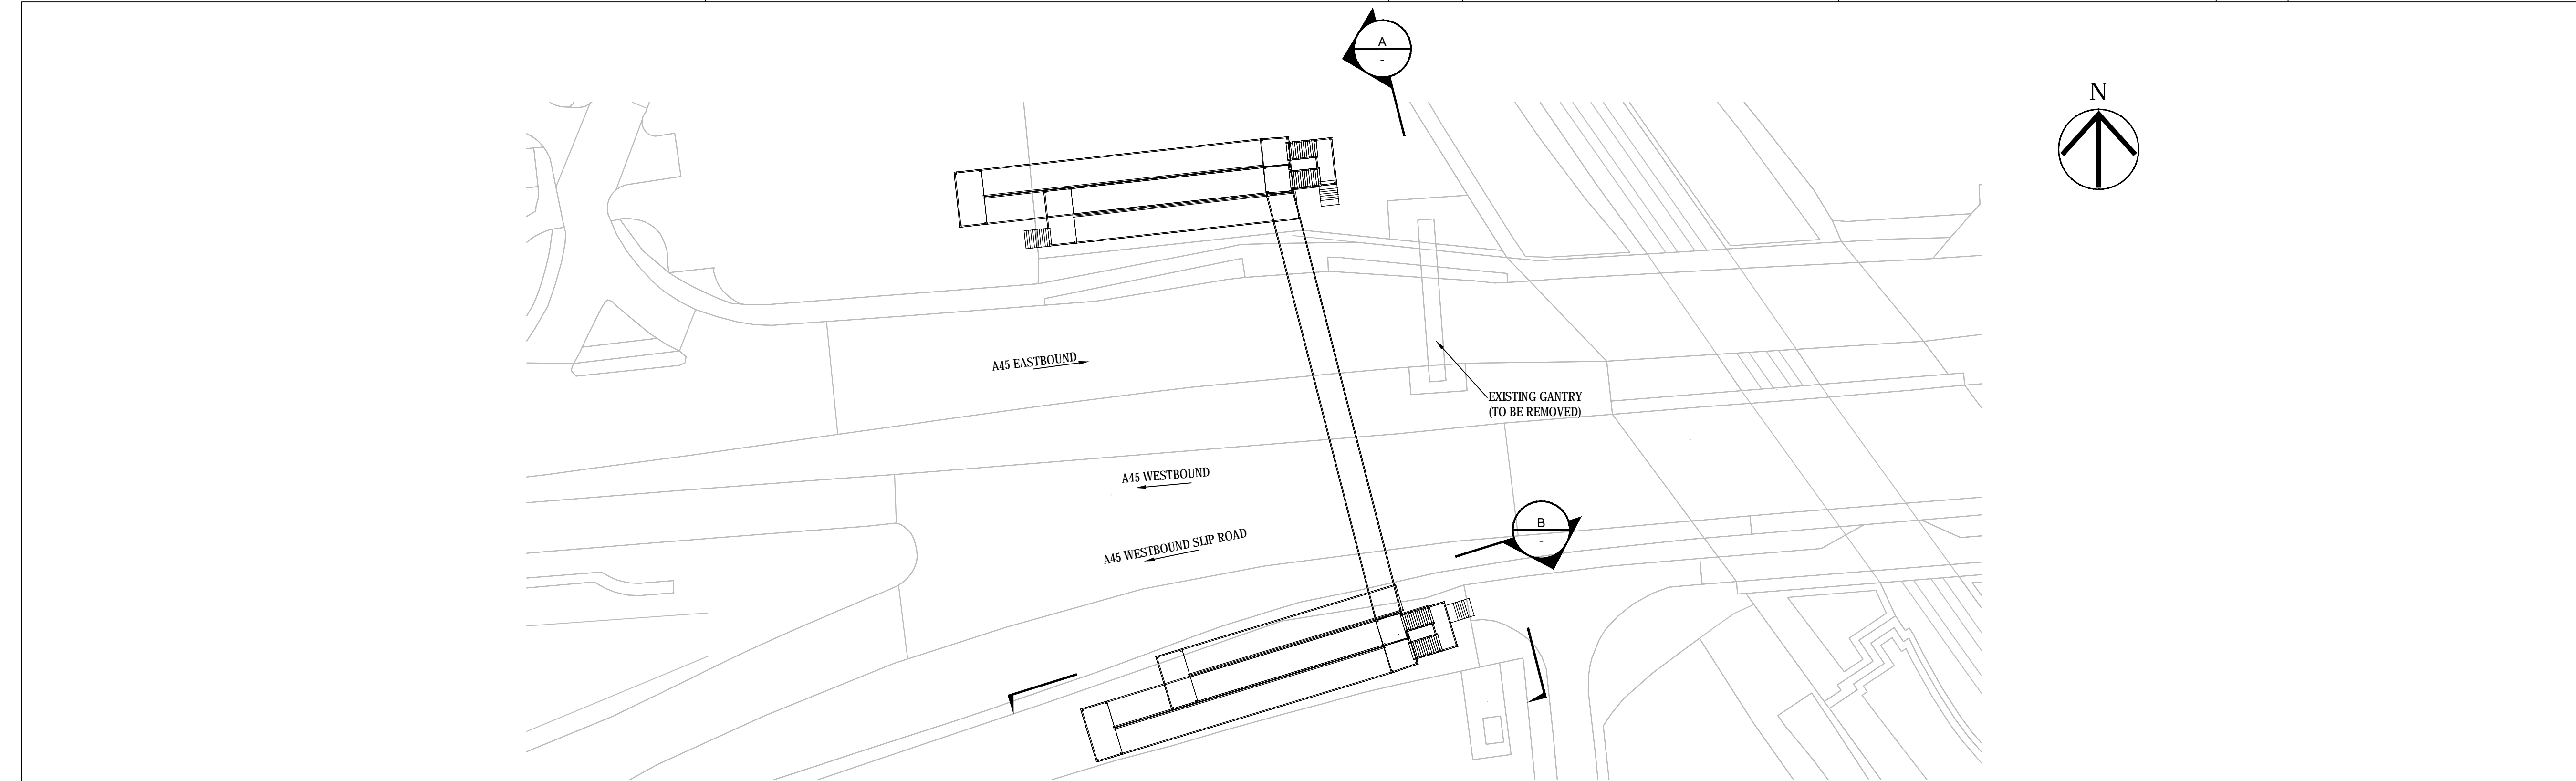 A
-
N
A45 EASTBOUND
EXISTING GANTRY
(TO BE REMOVED)
A45 WESTBOUND
B
-
A45 WESTBOUND SLIP ROAD